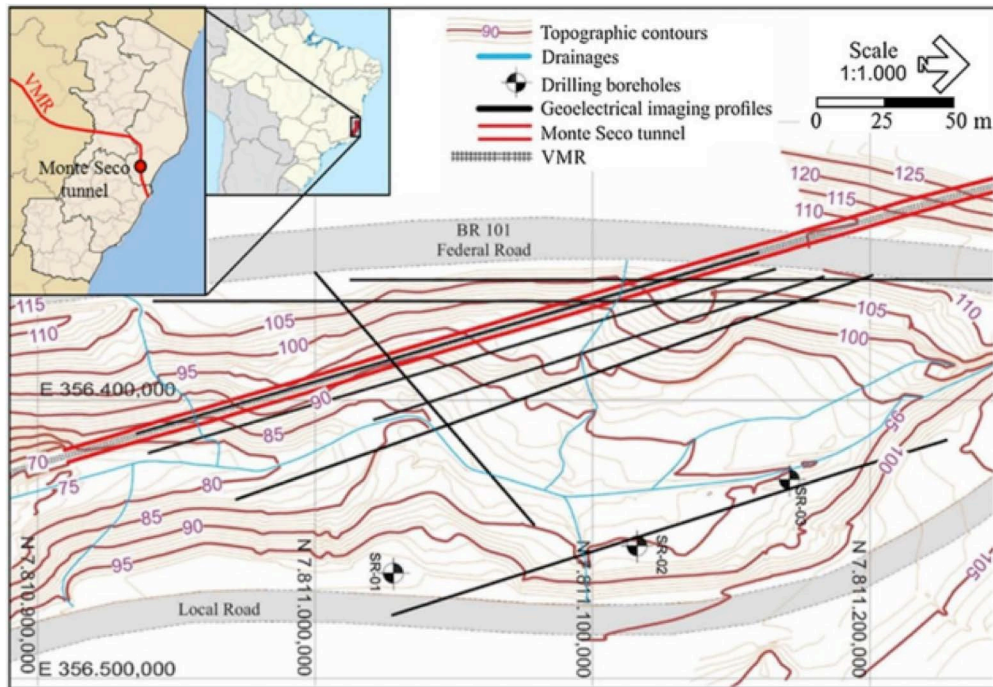 VMR
Monte Seco
tunnel
90
Topographic contours
Drainages
Drilling boreholes
Geoelectrical imaging profiles
Monte Seco tunnel
VMR
Scale
1:1.000
N
0
25
50 m
125
120
115
110
BR 101
Federal Road
115
110
105
100
95
90
85
80
70
75
85
90
95
105
100
110
95
100
105
E 356.400,000
E 356.500,000
N 7.810.900,000
N 7.811.000,000
N 7.811.100,000
N 7.811.200,000
SR-01
SR-02
SR-03
Local Road